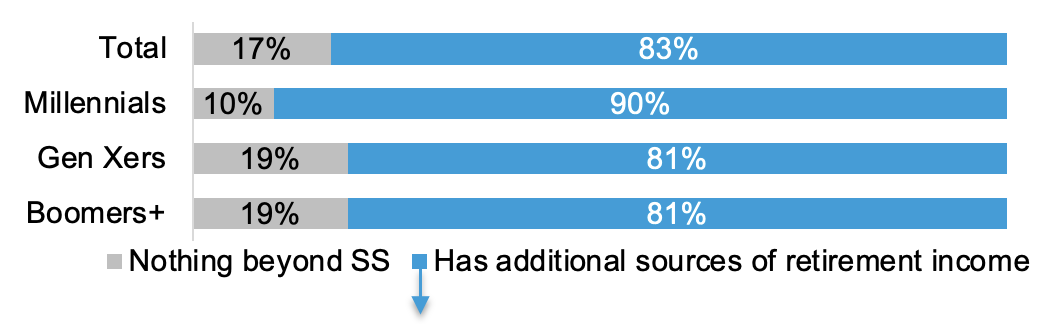 Total 17% 83%
Millennials 10% 90%
Gen Xers 19% 81%
Boomers+ 19% 81%
Nothing beyond SS Has additional sources of retirement income